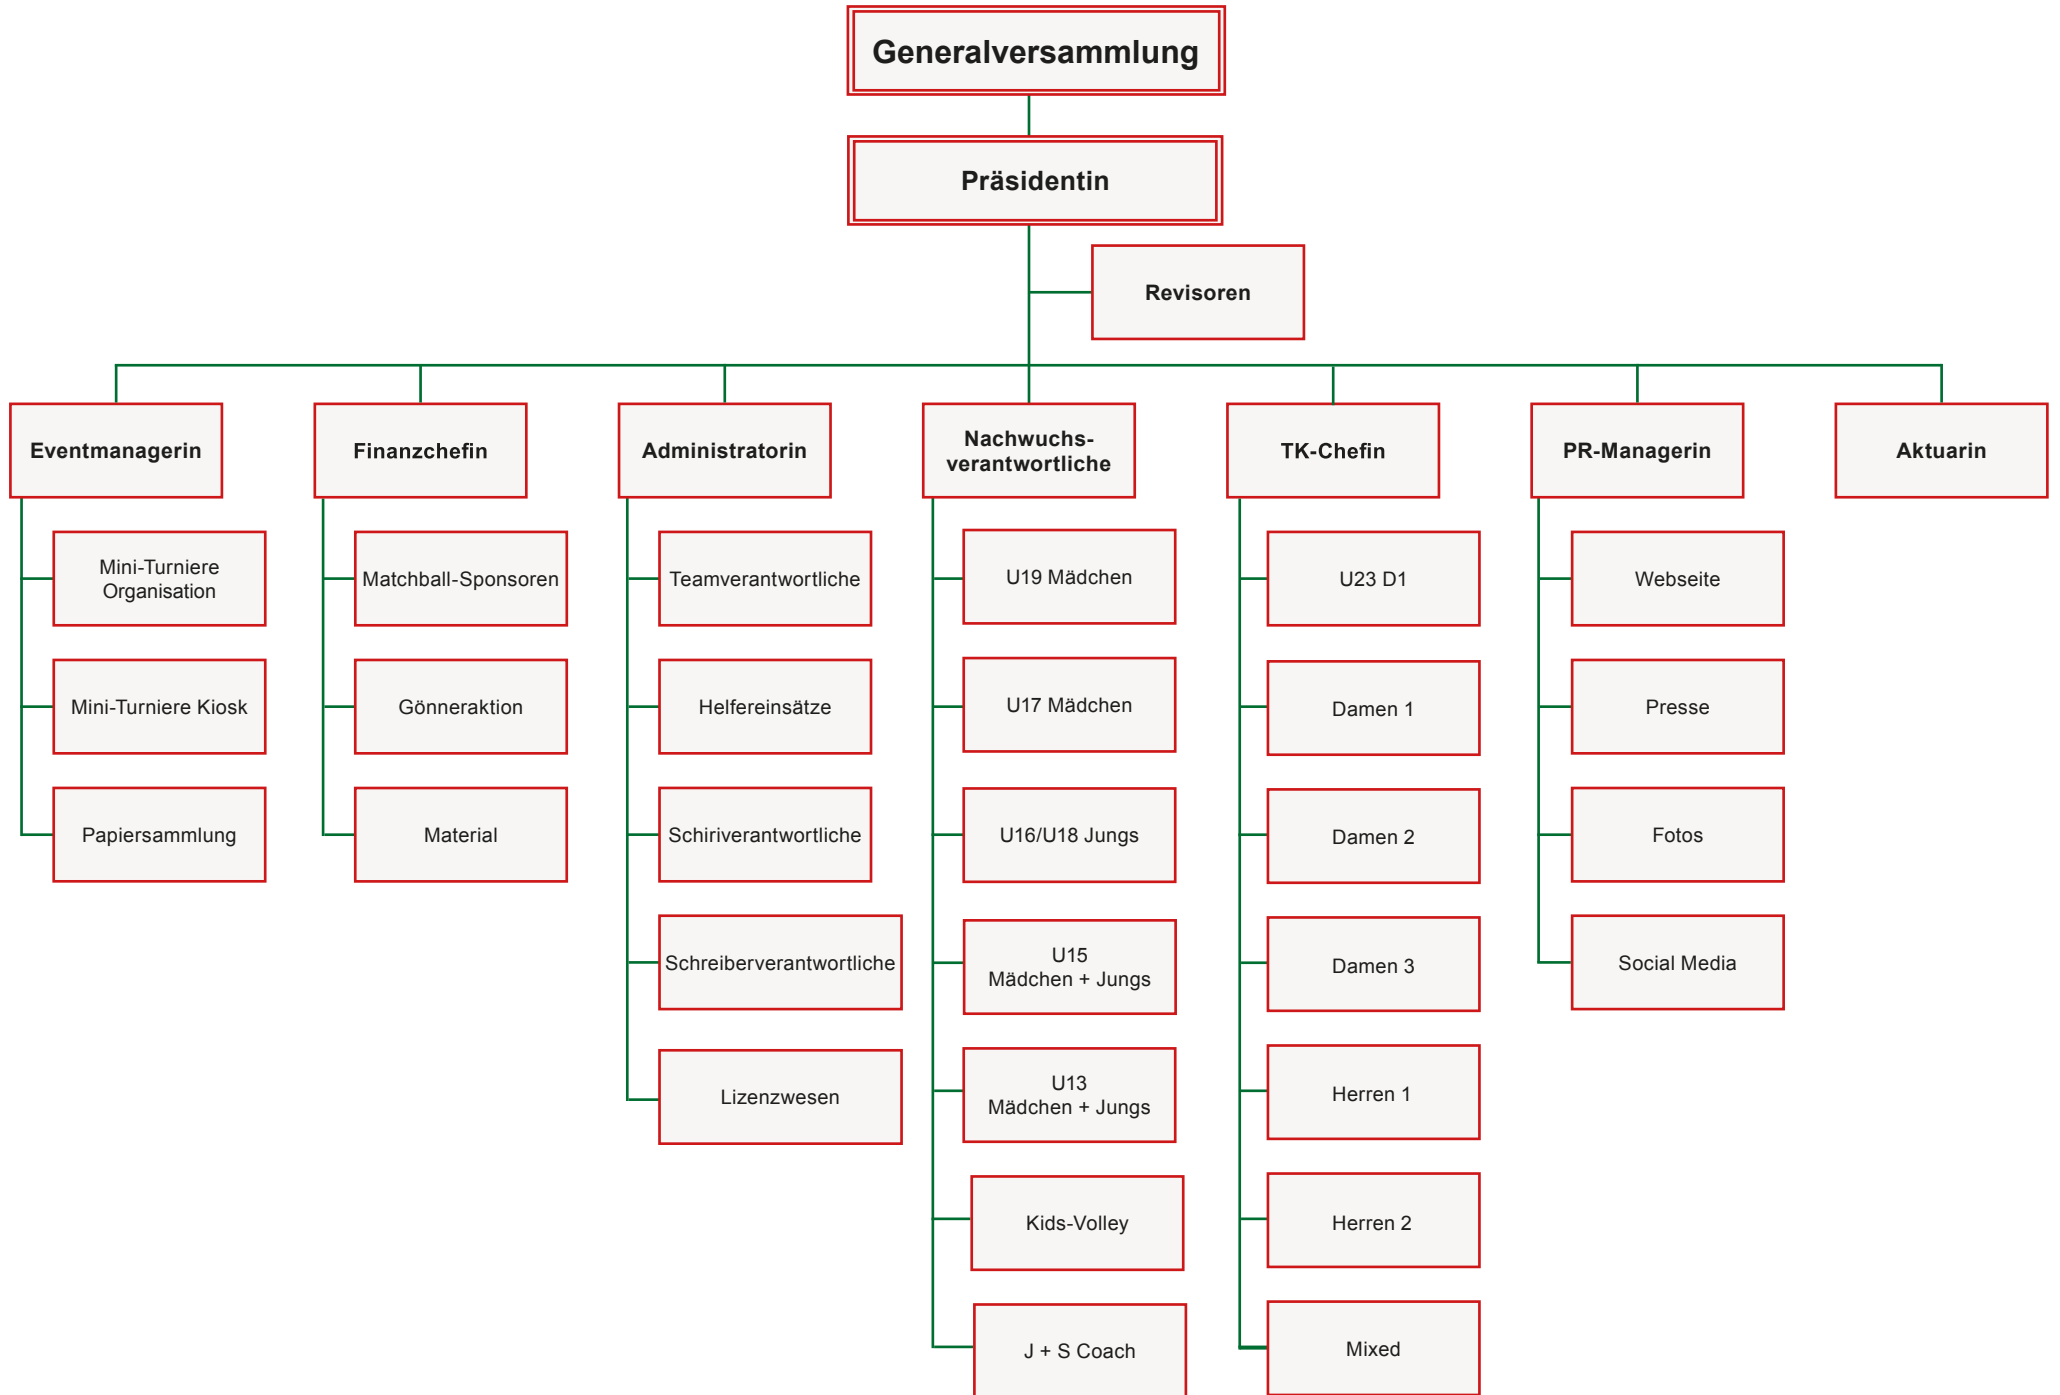 Generalversammlung
Präsidentin
Revisoren
Eventmanagerin
Finanzchefin
Administratorin
Nachwuchs-
verantwortliche
TK-Chefin
PR-Managerin
Aktuarin
Mini-Turniere
Organisation
Mini-Turniere Kiosk
Papiersammlung
Matchball-Sponsoren
Gönneraktion
Material
Teamverantwortliche
Helfereinsätze
Schiriverantwortliche
Schreiberverantwortliche
Lizenzwesen
U19 Mädchen
U17 Mädchen
U16/U18 Jungs
U15
Mädchen + Jungs
U13
Mädchen + Jungs
Kids-Volley
J + S Coach
U23 D1
Damen 1
Damen 2
Damen 3
Herren 1
Herren 2
Mixed
Webseite
Presse
Fotos
Social Media